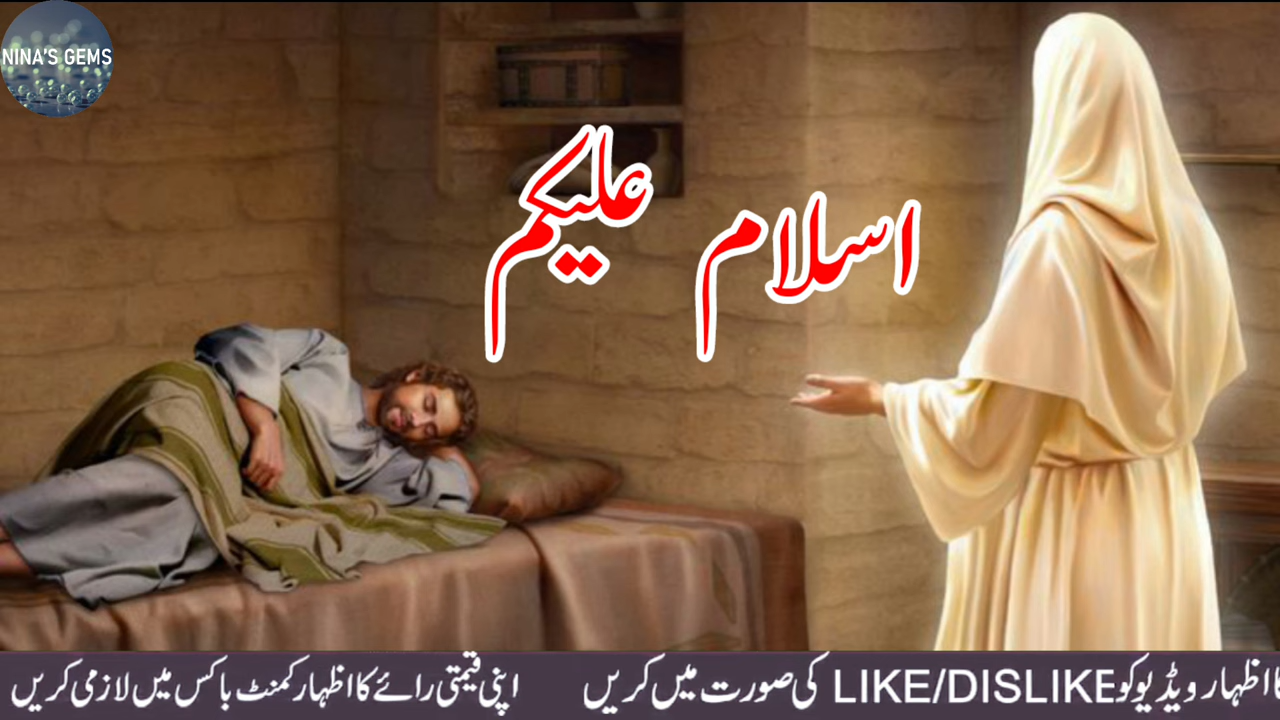 NINA'S GEMS
اسلام علیکم
کا اظہار ویڈیو کو LIKE/DISLIKE کی صورت میں کریں اپنی قیمتی رائے کا اظہار کمنٹ باکس میں لازمی کریں